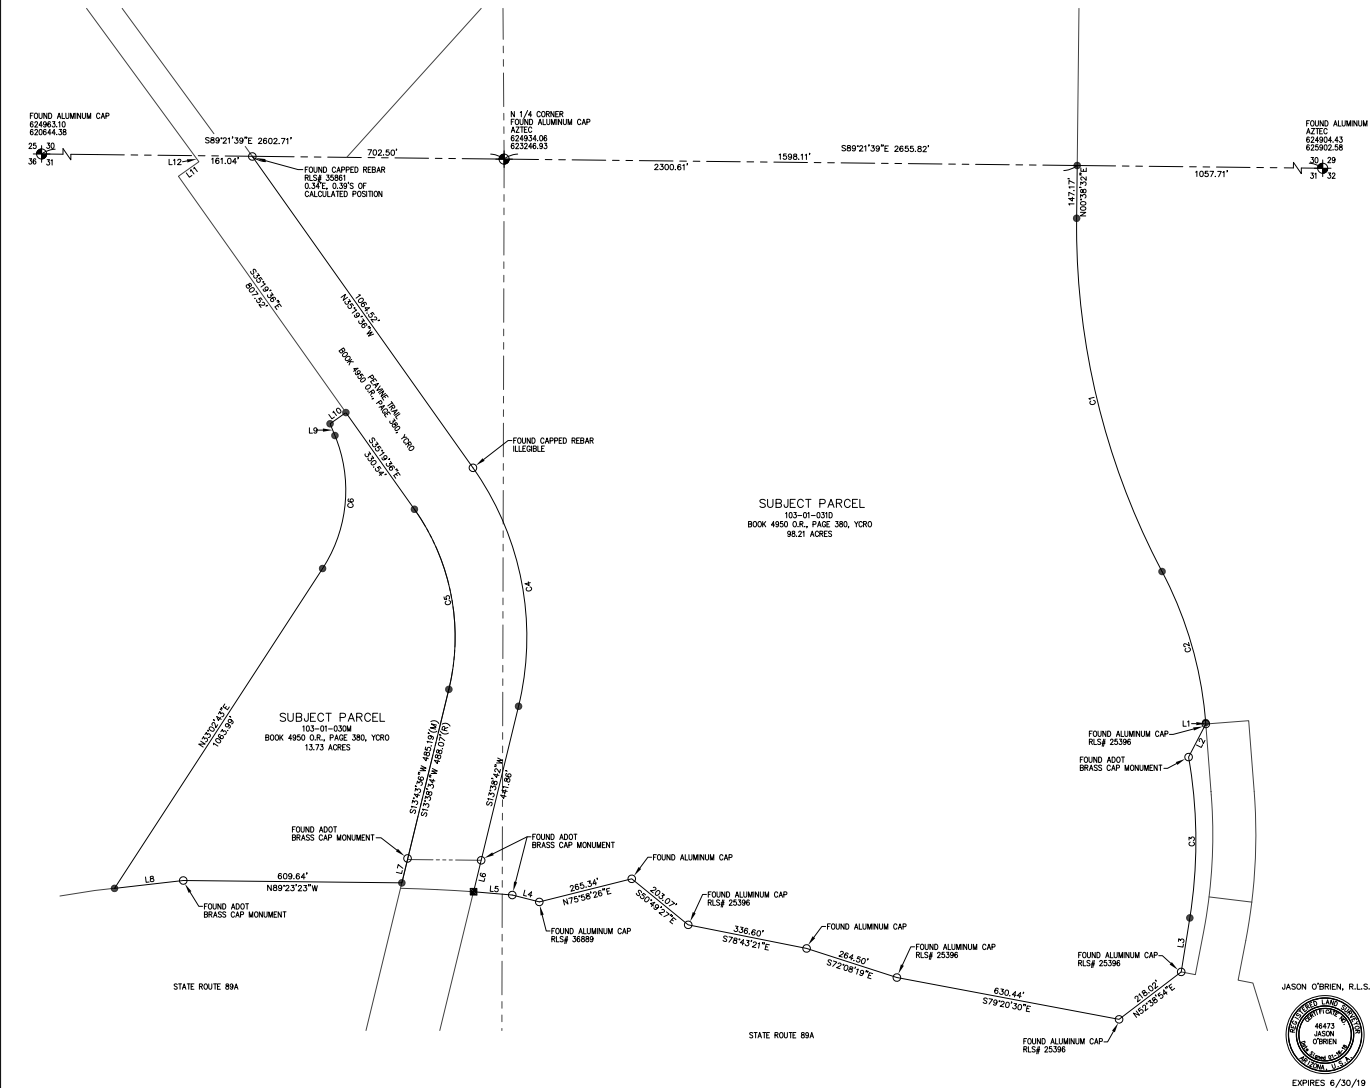 FOUND ALUMINUM CAP
624963.10
620644.38
25 30
36 31
S89°21'39"E 2602.71'
L12
161.04'
L11
702.50'
FOUND CAPPED REBAR
RLS# 35861
0.34'E, 0.39'S OF
CALCULATED POSITION
N 1/4 CORNER
FOUND ALUMINUM CAP
AZTEC
624934.06
623246.93
S89°21'39"E 2655.82'
1598.11'
2300.61'
1057.71'
FOUND ALUMINUM
AZTEC
624904.43
625902.58
30 29
31 32
147.17'
N00°38'32"E
S35°19'36"E
807.52'
1064.52'
N35°19'36"W
PEAVINE TRAIL
BOOK 4950 O.R., PAGE 380, YCRO
L10
L9
S35°19'36"E
330.54'
C6
FOUND CAPPED REBAR
ILLEGIBLE
C1
SUBJECT PARCEL
103-01-031D
BOOK 4950 O.R., PAGE 380, YCRO
98.21 ACRES
C5
C4
C2
N33°02'43"E
1063.99'
SUBJECT PARCEL
103-01-030M
BOOK 4950 O.R., PAGE 380, YCRO
13.73 ACRES
S13°43'36"W 485.19'(M)
S13°38'34"W 488.07'(R)
S13°38'42"W
441.86'
L1
FOUND ALUMINUM CAP
RLS# 25396
L2
FOUND ADOT
BRASS CAP MONUMENT
C3
FOUND ADOT
BRASS CAP MONUMENT
FOUND ADOT
BRASS CAP MONUMENT
L7
L6
L8
609.64'
N89°23'23"W
FOUND ADOT
BRASS CAP MONUMENT
L5
L4
FOUND ALUMINUM CAP
RLS# 36889
265.34'
N75°58'26"E
FOUND ALUMINUM CAP
203.07'
S50°49'27"E
FOUND ALUMINUM CAP
RLS# 25396
336.60'
S78°43'21"E
FOUND ALUMINUM CAP
264.50'
S72°08'19"E
FOUND ALUMINUM CAP
RLS# 25396
630.44'
S79°20'30"E
L3
FOUND ALUMINUM CAP
RLS# 25396
218.02'
N52°38'54"E
FOUND ALUMINUM CAP
RLS# 25396
STATE ROUTE 89A
STATE ROUTE 89A
JASON O'BRIEN, R.L.S.
REGISTERED LAND SURVEYOR
CERTIFICATE NO.
46473
JASON
O'BRIEN
ARIZONA, U.S.A.
EXPIRES 6/30/19